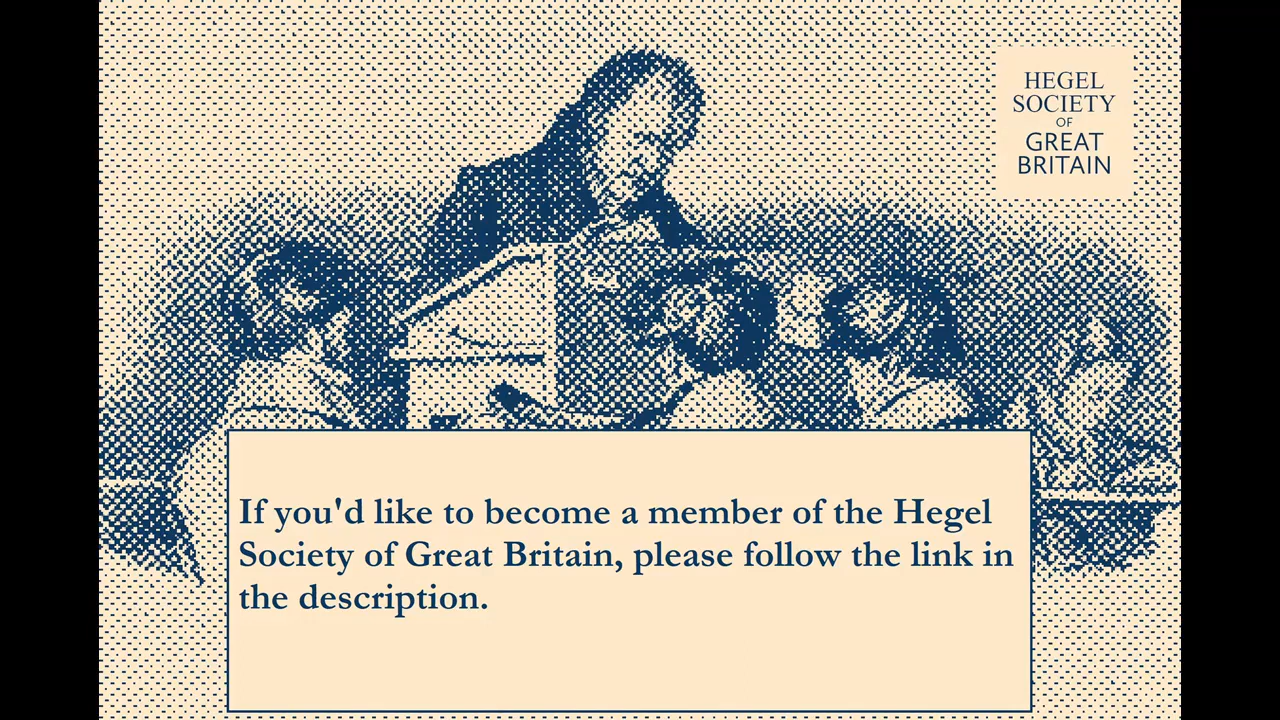 HEGEL
SOCIETY
OF
GREAT
BRITAIN
If you'd like to become a member of the Hegel
Society of Great Britain, please follow the link in
the description.